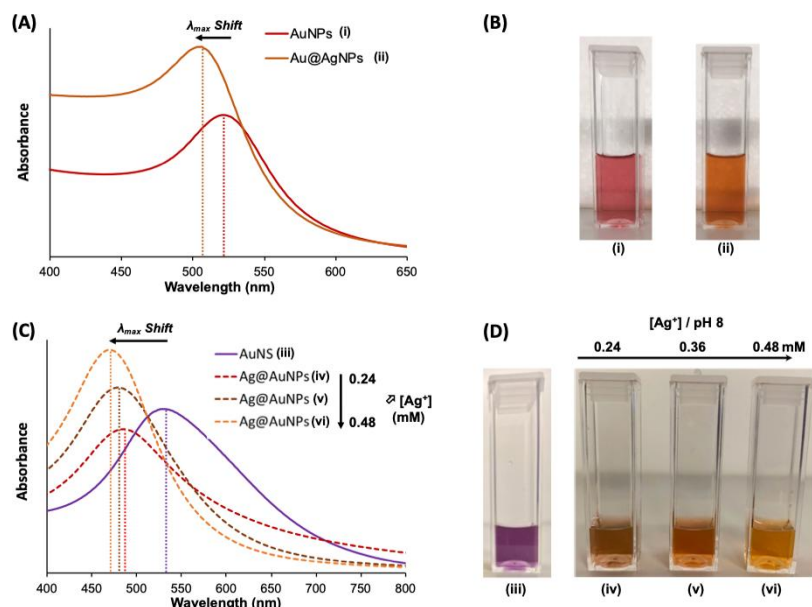 (A)
λmax Shift
AuNPs (i)
Au@AgNPs (ii)
Absorbance
400 450 500 550 600 650
Wavelength (nm)
(B)
(i) (ii)
(C)
λmax Shift
AuNS (iii)
Ag@AuNPs (iv) 0.24
Ag@AuNPs (v) ⇧ [Ag⁺]
Ag@AuNPs (vi) 0.48 (mM)
Absorbance
400 450 500 550 600 650 700 750 800
Wavelength (nm)
(D)
[Ag⁺] / pH 8
0.24 0.36 0.48 mM
(iii) (iv) (v) (vi)